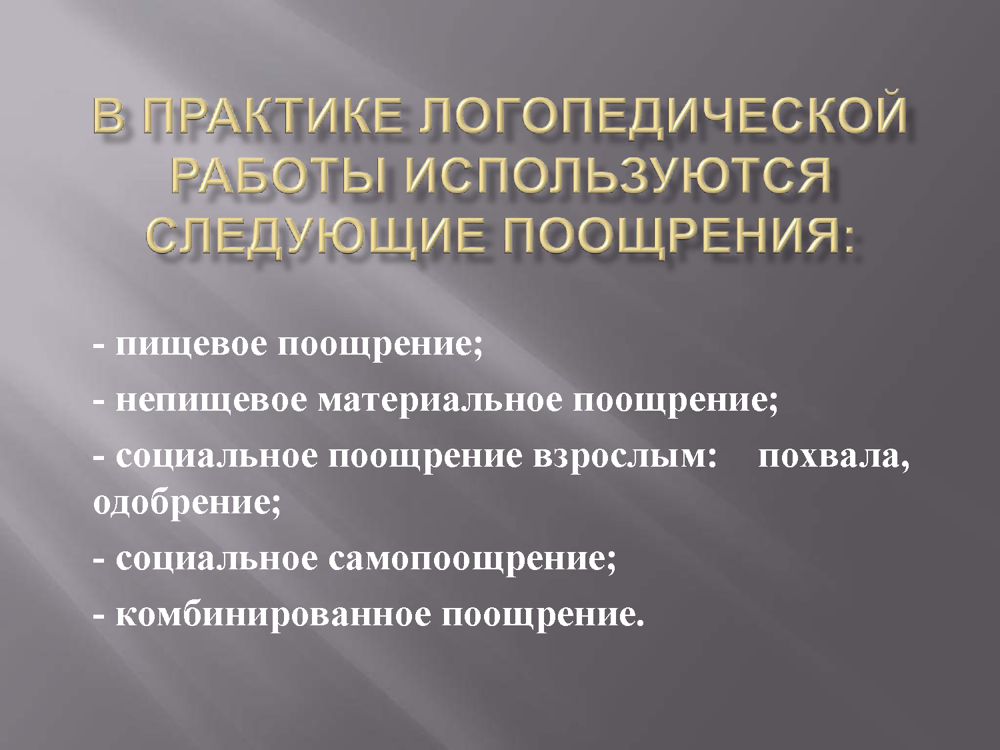 В ПРАКТИКЕ ЛОГОПЕДИЧЕСКОЙ
РАБОТЫ ИСПОЛЬЗУЮТСЯ
СЛЕДУЮЩИЕ ПООЩРЕНИЯ:
- пищевое поощрение;
- непищевое материальное поощрение;
- социальное поощрение взрослым: похвала,
одобрение;
- социальное самопоощрение;
- комбинированное поощрение.